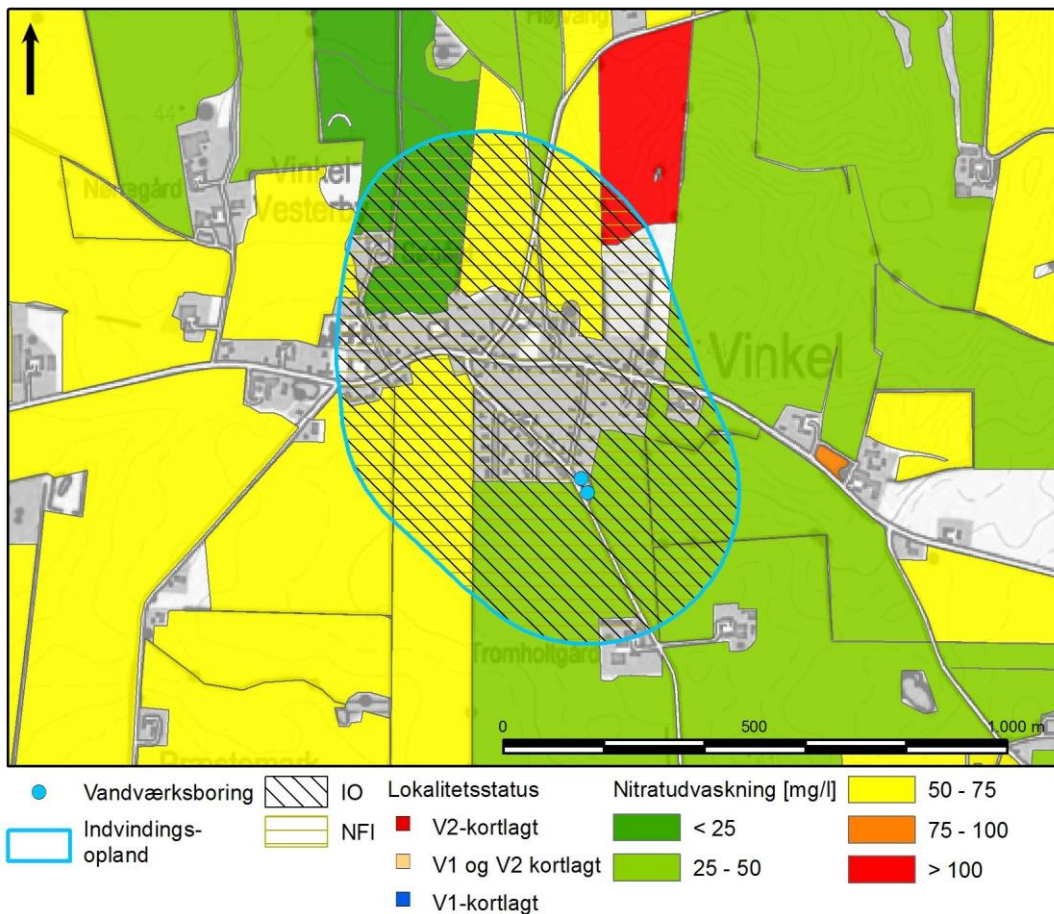 Højvang
44
Nørregård
Vinkel
Vesterby
Vinkel
Tromholtgård
0 500 1.000 m
Vandværksboring
Indvindings-
opland
IO
NFI
Lokalitetsstatus
V2-kortlagt
V1 og V2 kortlagt
V1-kortlagt
Nitratudvaskning [mg/l]
< 25
25 - 50
50 - 75
75 - 100
> 100